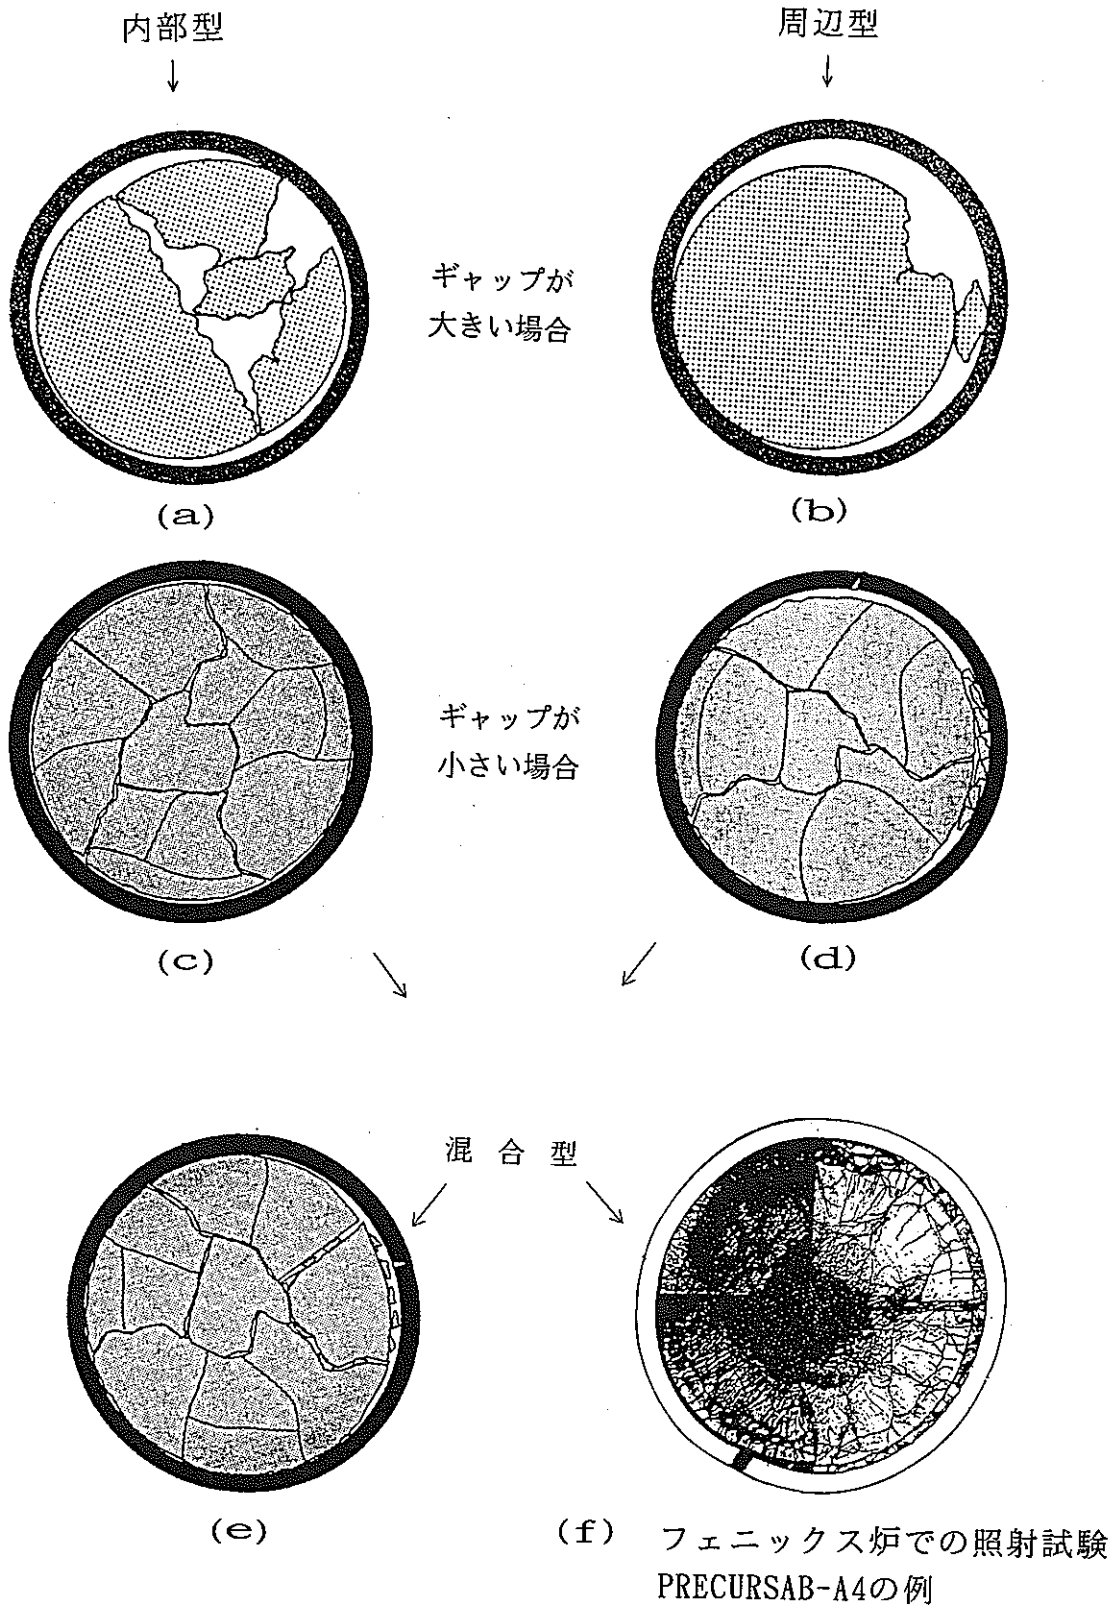 内部型
周辺型
↓
↓
ギャップが
大きい場合
(a)
(b)
ギャップが
小さい場合
(c)
(d)
混合型
(e)
(f) フェニックス炉での照射試験
PRECURSAB-A4の例